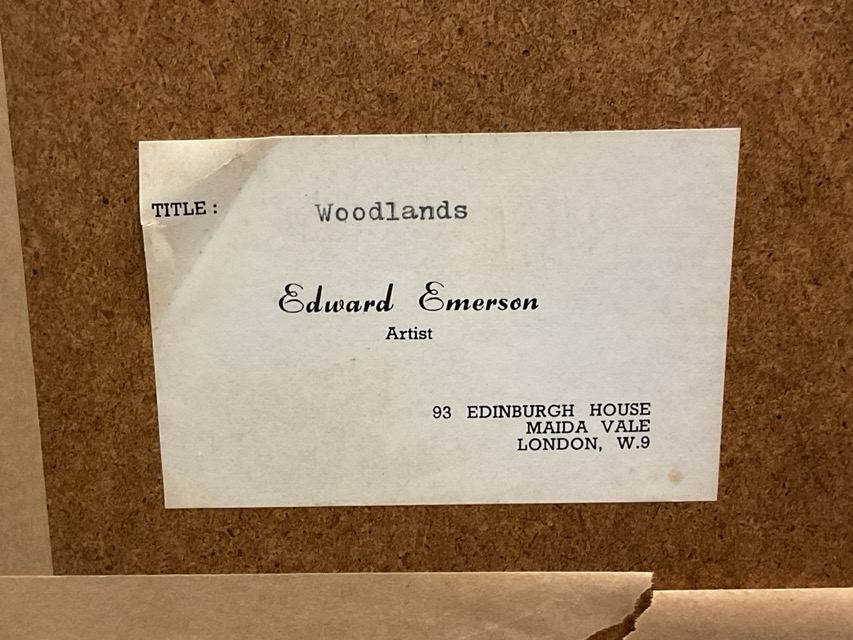 TITLE: Woodlands
Edward Emerson
Artist
93 EDINBURGH HOUSE
MAIDA VALE
LONDON, W.9